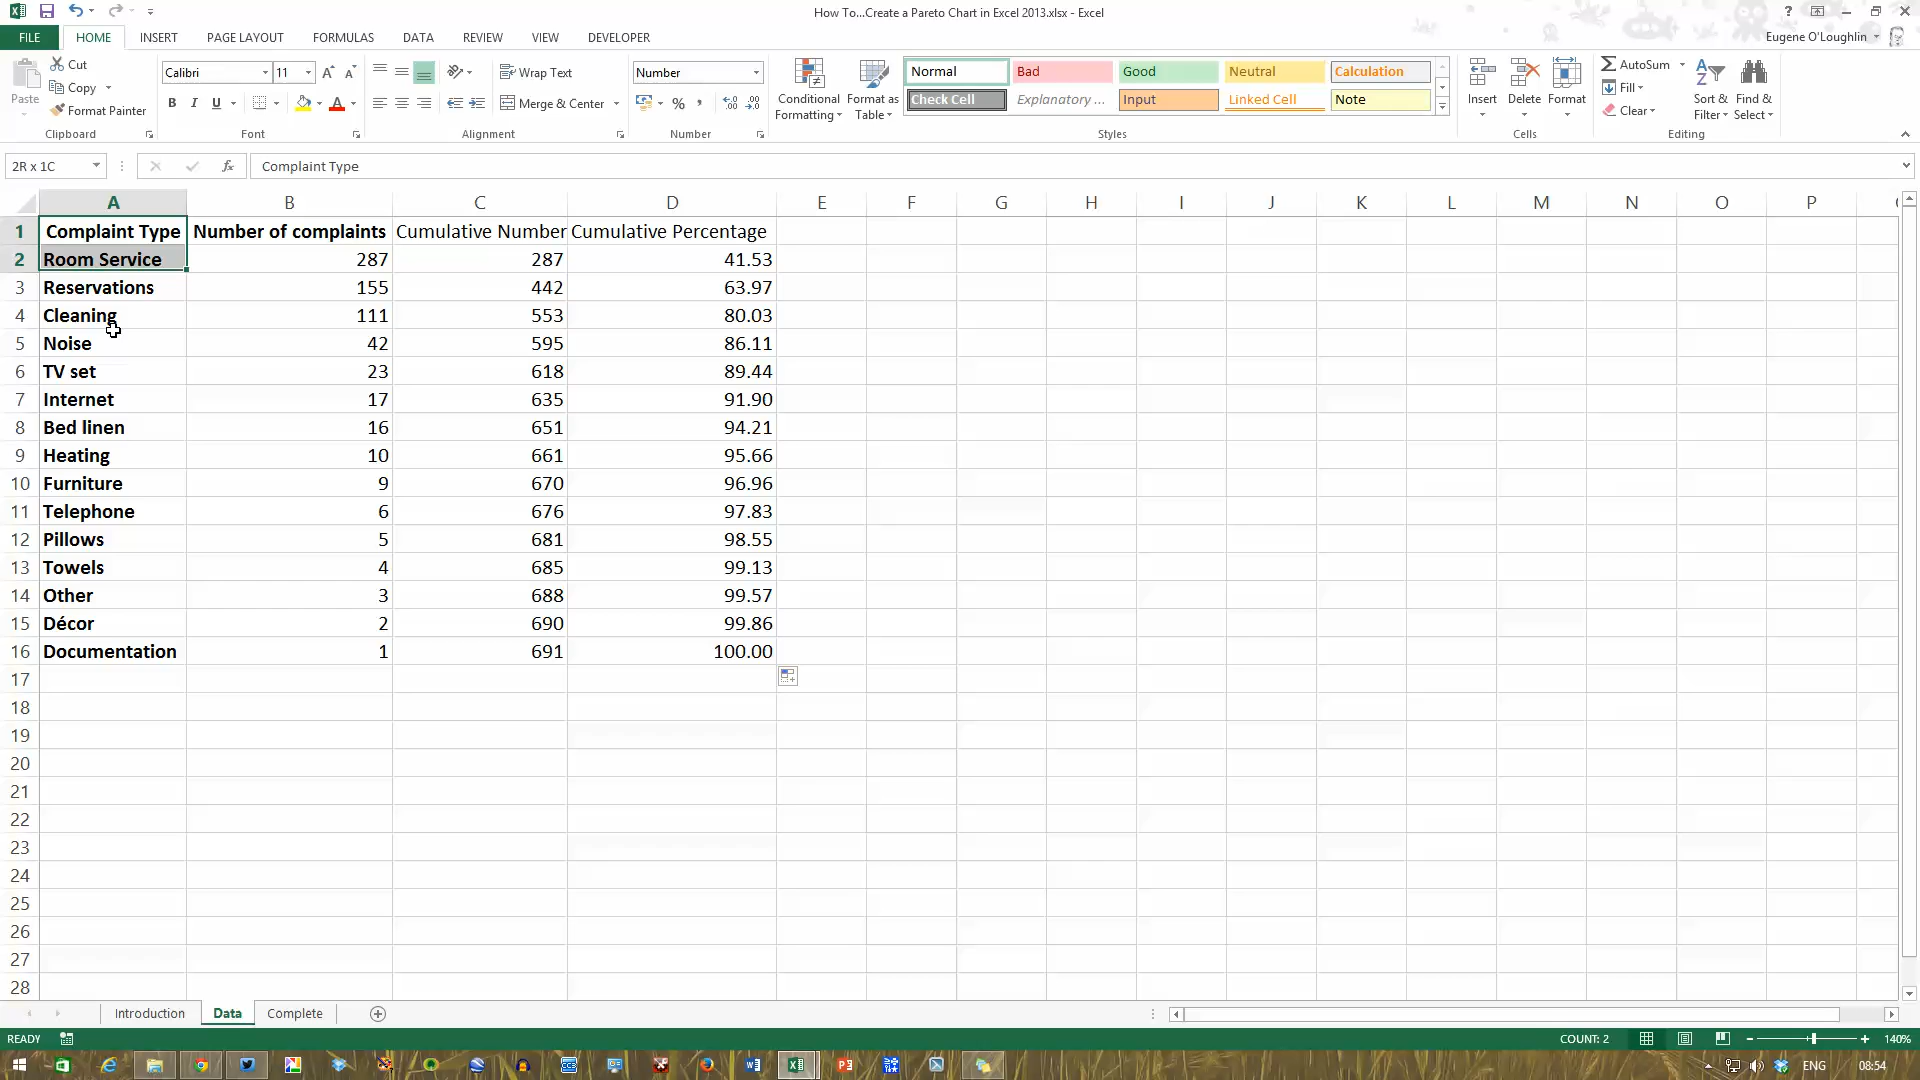 How To...Create a Pareto Chart in Excel 2013.xlsx - Excel
FILE HOME INSERT PAGE LAYOUT FORMULAS DATA REVIEW VIEW DEVELOPER Eugene O'Loughlin
Paste Cut Copy Format Painter Clipboard
Calibri 11 B I U A Font
Wrap Text Merge & Center Alignment
Number % Number
Conditional Formatting Format as Table
Normal Bad Good Neutral Calculation
Check Cell Explanatory ... Input Linked Cell Note
Styles
Insert Delete Format Cells
AutoSum Fill Clear Sort & Filter Find & Select Editing
2R x 1C fx Complaint Type
A B C D E F G H I J K L M N O P
1 Complaint Type Number of complaints Cumulative Number Cumulative Percentage
2 Room Service 287 287 41.53
3 Reservations 155 442 63.97
4 Cleaning 111 553 80.03
5 Noise 42 595 86.11
6 TV set 23 618 89.44
7 Internet 17 635 91.90
8 Bed linen 16 651 94.21
9 Heating 10 661 95.66
10 Furniture 9 670 96.96
11 Telephone 6 676 97.83
12 Pillows 5 681 98.55
13 Towels 4 685 99.13
14 Other 3 688 99.57
15 Décor 2 690 99.86
16 Documentation 1 691 100.00
17
18
19
20
21
22
23
24
25
26
27
28
Introduction Data Complete
READY COUNT: 2 140%
ENG 08:54